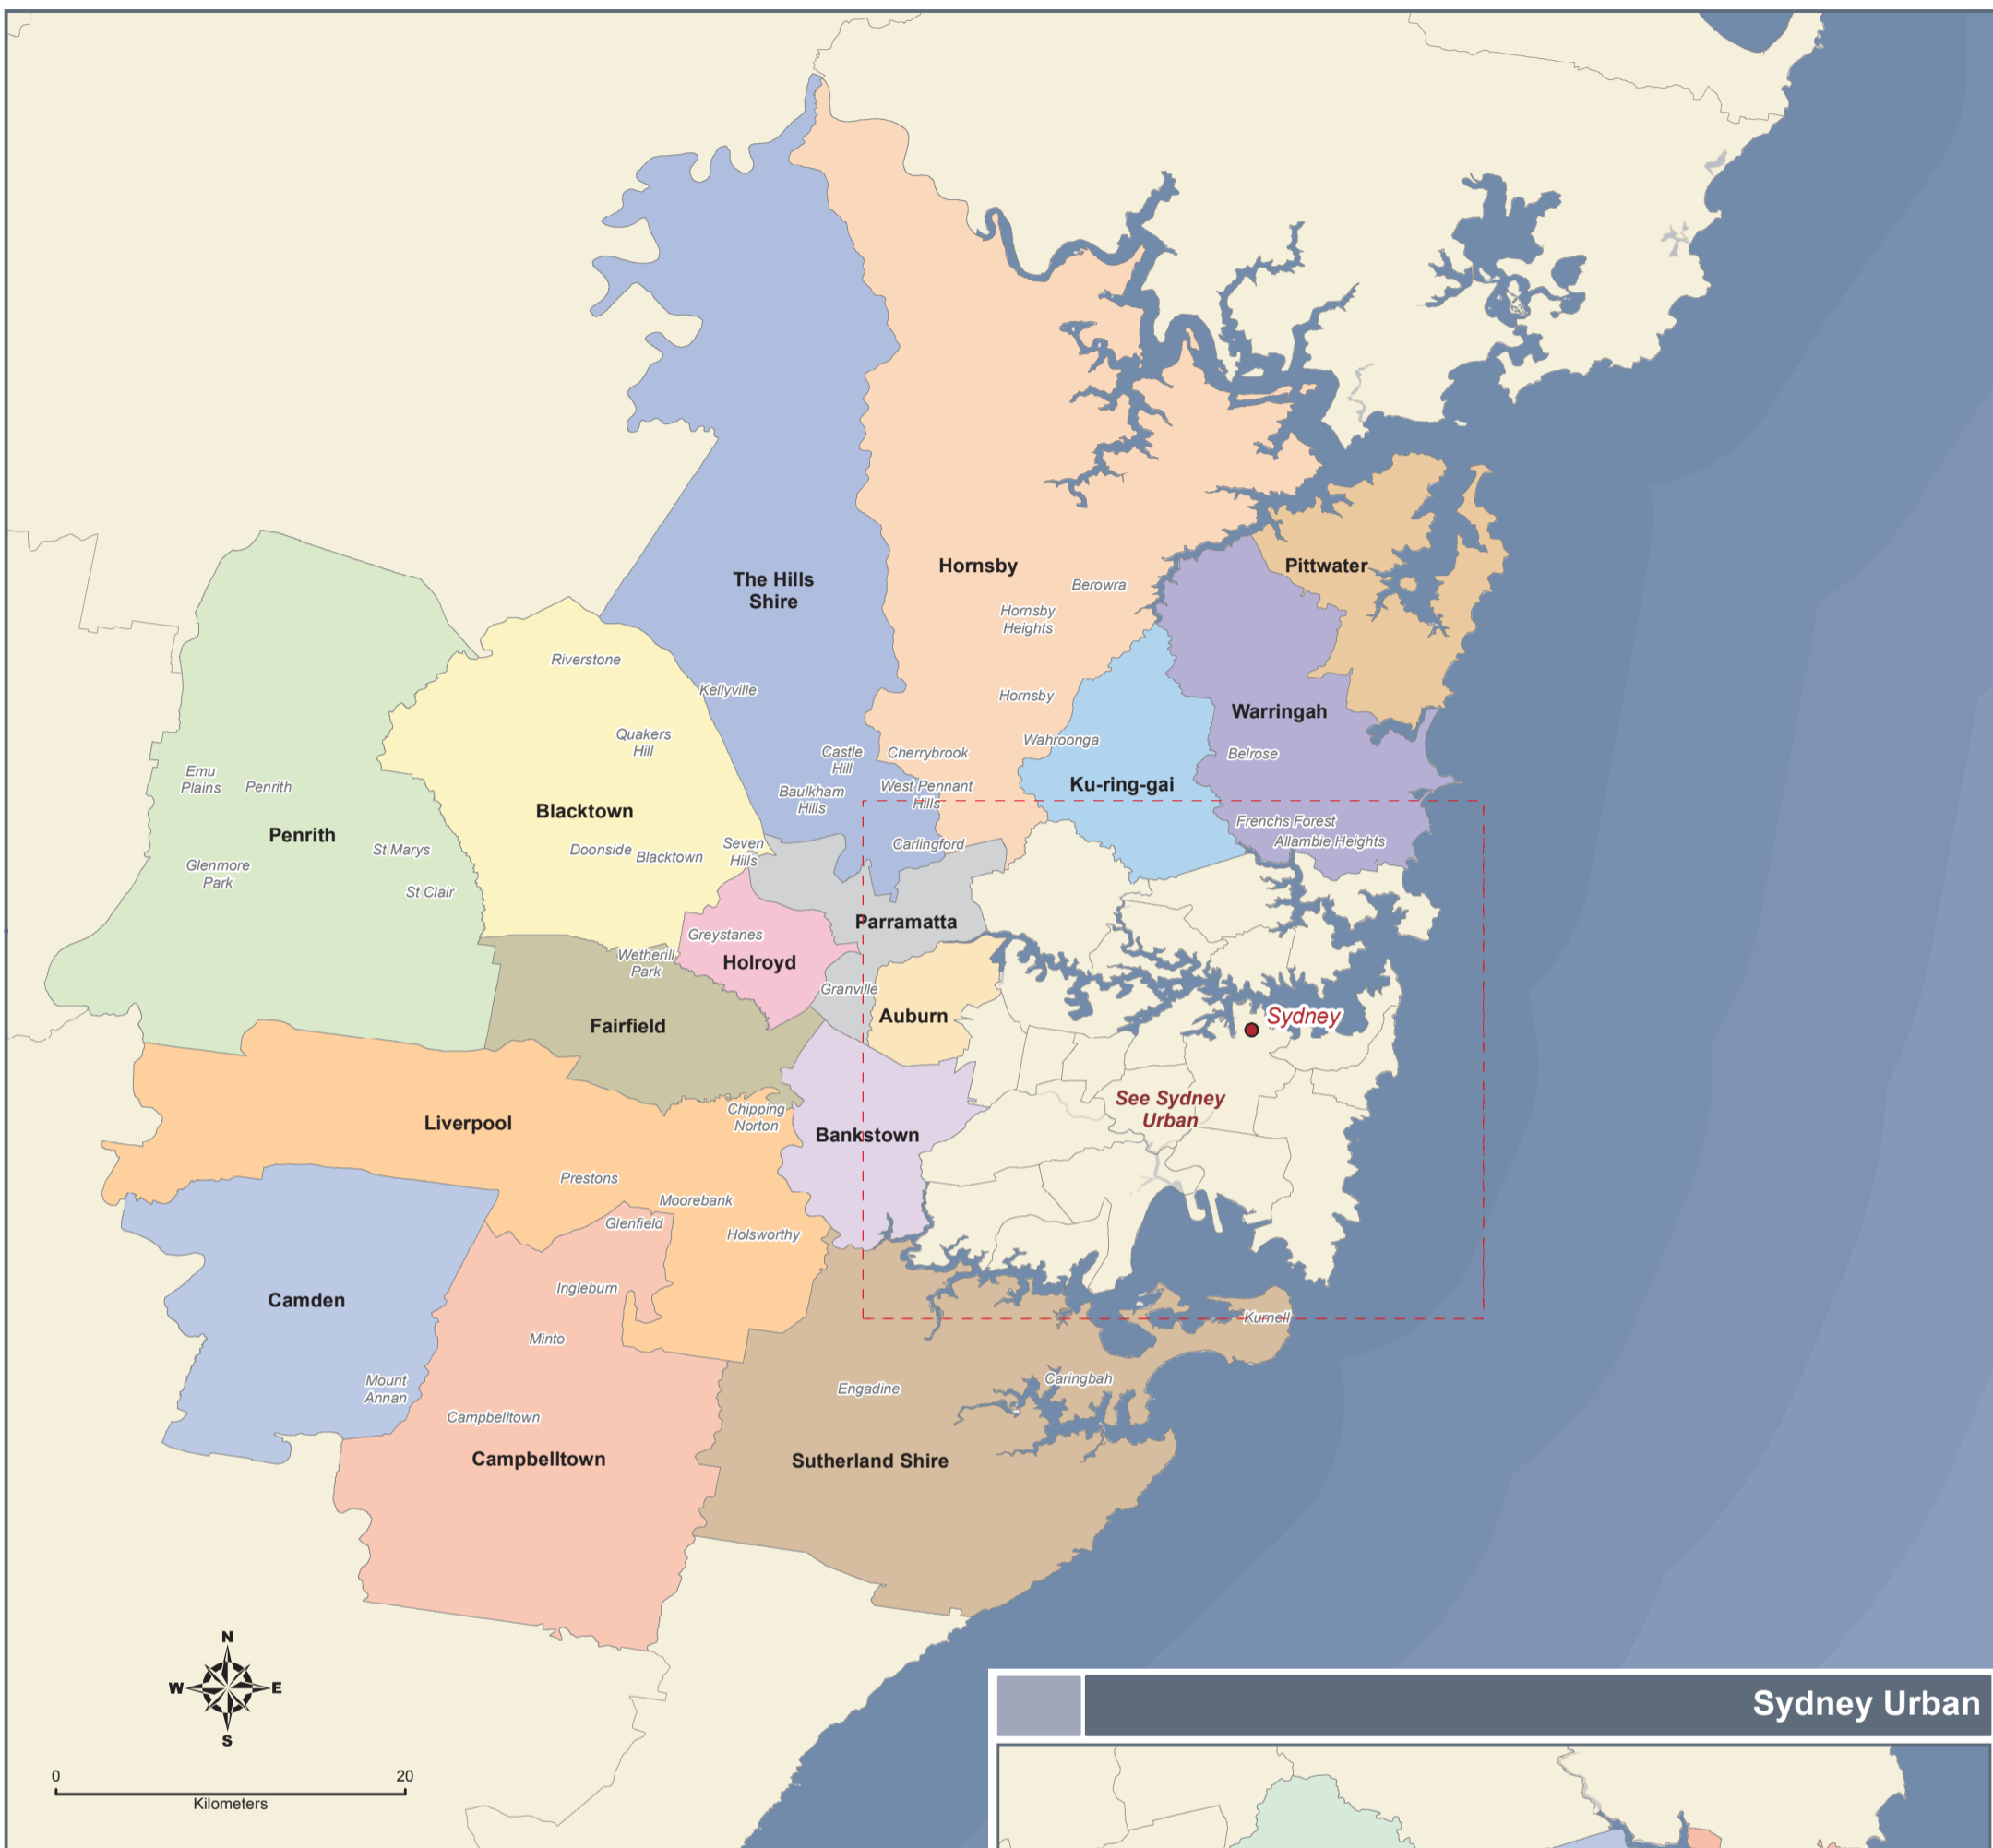 Hornsby
Pittwater
The Hills
Shire
Berowra
Hornsby
Heights
Riverstone
Kellyville
Hornsby
Warringah
Quakers
Hill
Wahroonga
Castle
Hill
Cherrybrook
Belrose
Emu
Plains
Penrith
Ku-ring-gai
Baulkham
Hills
West Pennant
Hills
Blacktown
Penrith
Frenchs Forest
Allambie Heights
St Marys
Doonside
Blacktown
Seven
Hills
Carlingford
Glenmore
Park
St Clair
Parramatta
Greystanes
Wetherill
Park
Holroyd
Granville
Auburn
Sydney
Fairfield
See Sydney
Urban
Chipping
Norton
Liverpool
Bankstown
Prestons
Moorebank
Glenfield
Holsworthy
Ingleburn
Camden
Kurnell
Minto
Mount
Annan
Engadine
Caringbah
Campbelltown
Campbelltown
Sutherland Shire
N
W E
S
Sydney Urban
0 20
Kilometers